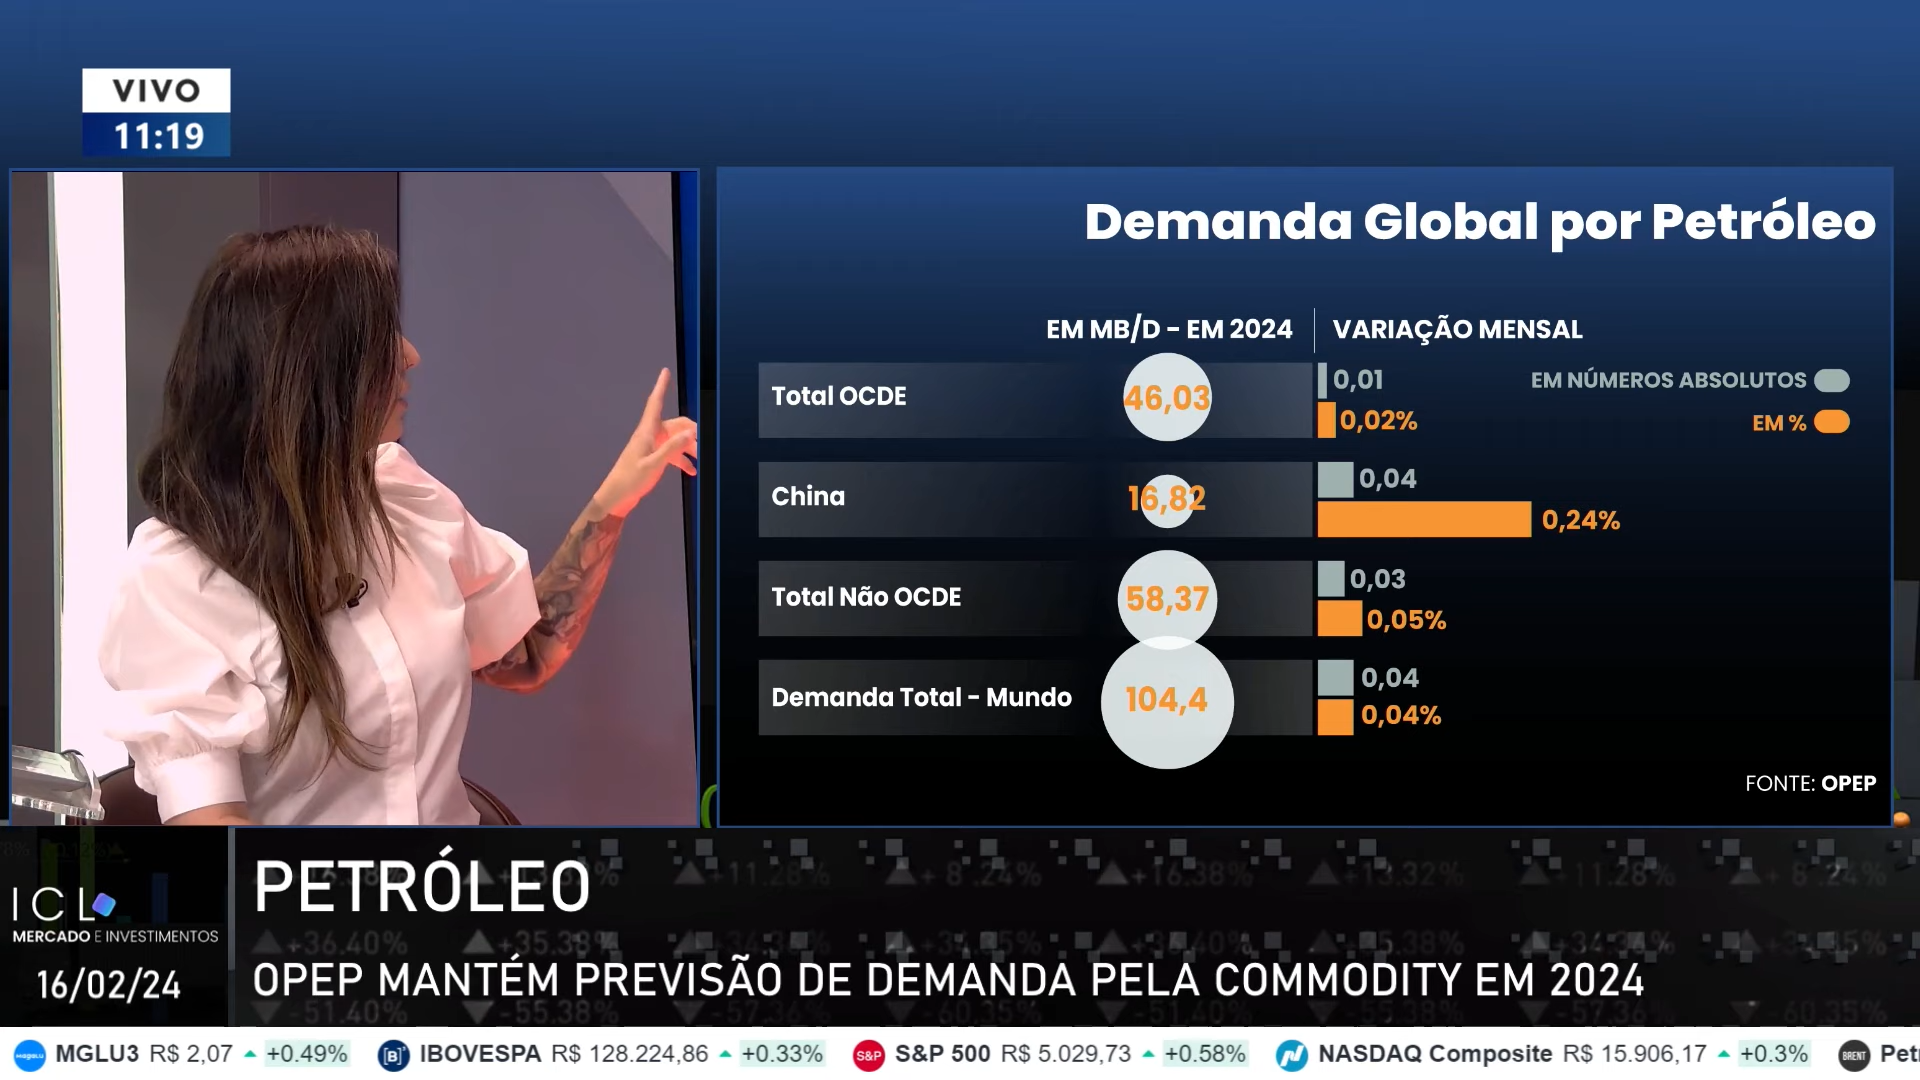 VIVO
11:19
Demanda Global por Petróleo
EM MB/D - EM 2024
VARIAÇÃO MENSAL
EM NÚMEROS ABSOLUTOS
EM %
Total OCDE
46,03
0,01
0,02%
China
16,82
0,04
0,24%
Total Não OCDE
58,37
0,03
0,05%
Demanda Total - Mundo
104,4
0,04
0,04%
FONTE: OPEP
ICL
MERCADO E INVESTIMENTOS
16/02/24
PETRÓLEO
OPEP MANTÉM PREVISÃO DE DEMANDA PELA COMMODITY EM 2024
MGLU3 R$ 2,07 +0.49% [B]³ IBOVESPA R$ 128.224,86 +0.33% S&P S&P 500 R$ 5.029,73 +0.58% NASDAQ Composite R$ 15.906,17 +0.3% BRENT